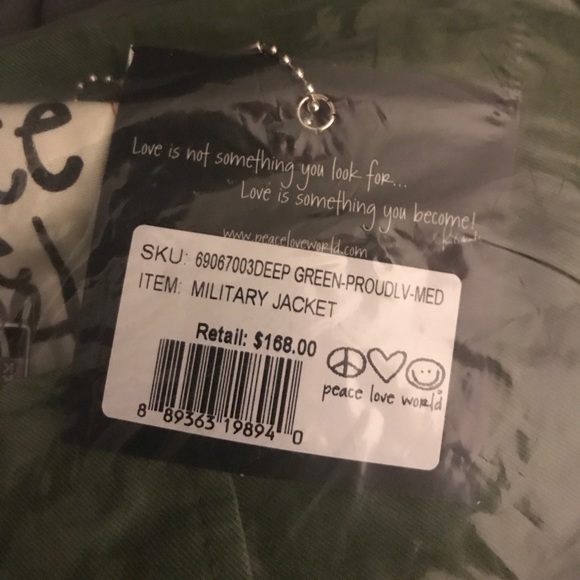 Love is not something you look for...
Love is something you become!
www.peaceloveworld.com
SKU: 69067003DEEP GREEN-PROUDLV-MED
ITEM: MILITARY JACKET
Retail: $168.00
peace love world
8 89363 19894 0